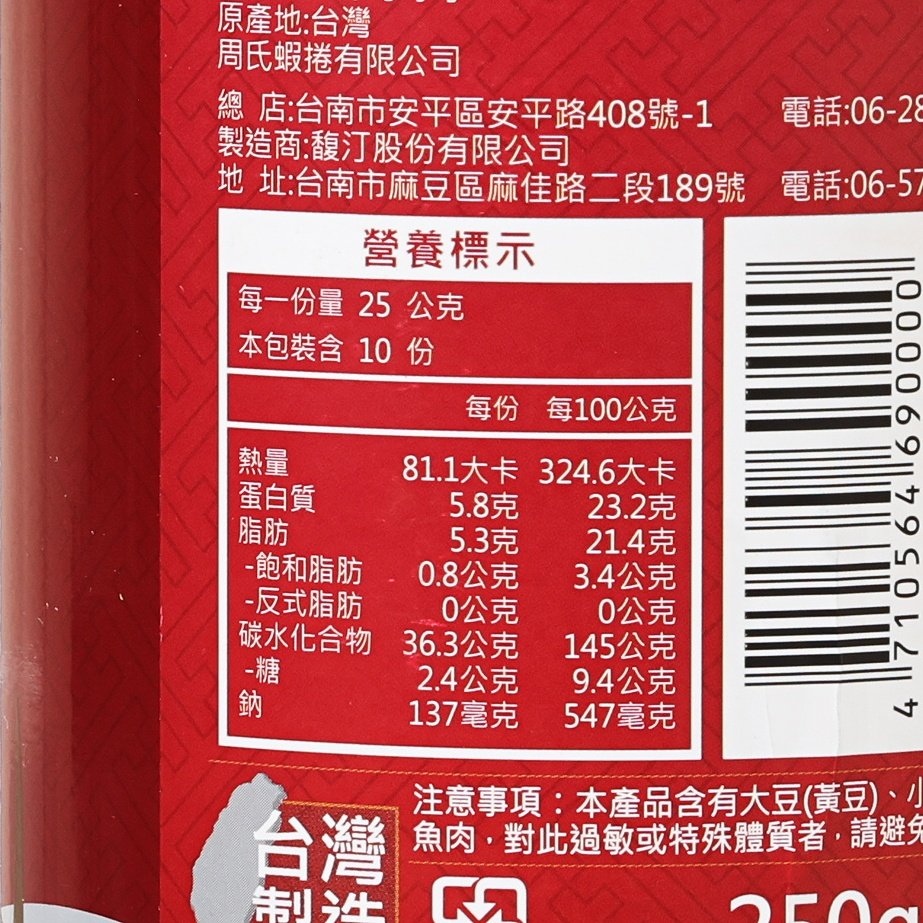 原產地:台灣
周氏蝦捲有限公司
總 店:台南市安平區安平路408號-1 電話:06-28
製造商:馥汀股份有限公司
地 址:台南市麻豆區麻佳路二段189號 電話:06-57
營養標示
每一份量 25 公克
本包裝含 10 份
每份 每100公克
熱量 81.1大卡 324.6大卡
蛋白質 5.8克 23.2克
脂肪 5.3克 21.4克
-飽和脂肪 0.8公克 3.4公克
-反式脂肪 0公克 0公克
碳水化合物 36.3公克 145公克
-糖 2.4公克 9.4公克
鈉 137毫克 547毫克
4 710564 690000
注意事項：本產品含有大豆(黃豆)、小
魚肉，對此過敏或特殊體質者，請避免
台灣
製造
250g